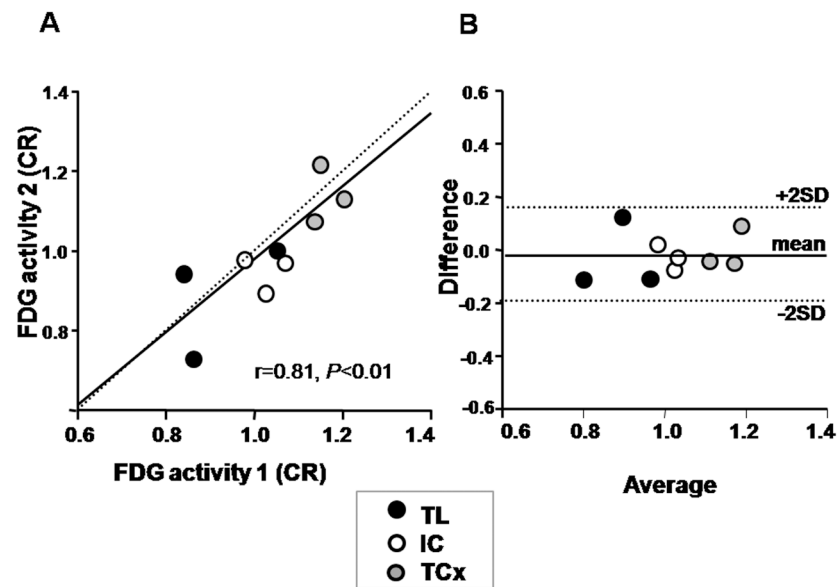 A
FDG activity 2 (CR)
1.4
1.2
1.0
0.8
r=0.81, P<0.01
0.6 0.8 1.0 1.2 1.4
FDG activity 1 (CR)
B
Difference
0.6
0.4
0.2
0.0
-0.2
-0.4
-0.6
+2SD
mean
-2SD
0.6 0.8 1.0 1.2 1.4
Average
TL
IC
TCx